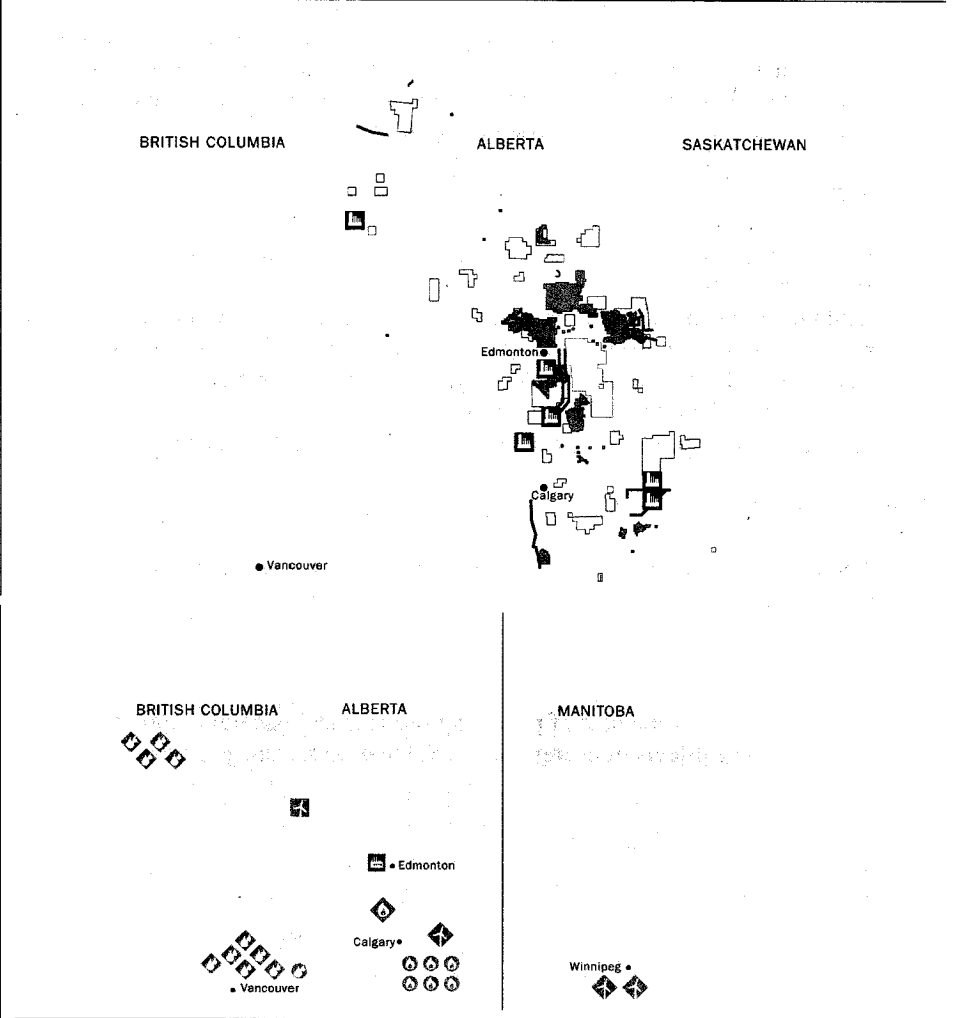 BRITISH COLUMBIA ALBERTA SASKATCHEWAN
Edmonton
Calgary
Vancouver
BRITISH COLUMBIA ALBERTA
Edmonton
Calgary
Vancouver
MANITOBA
Winnipeg